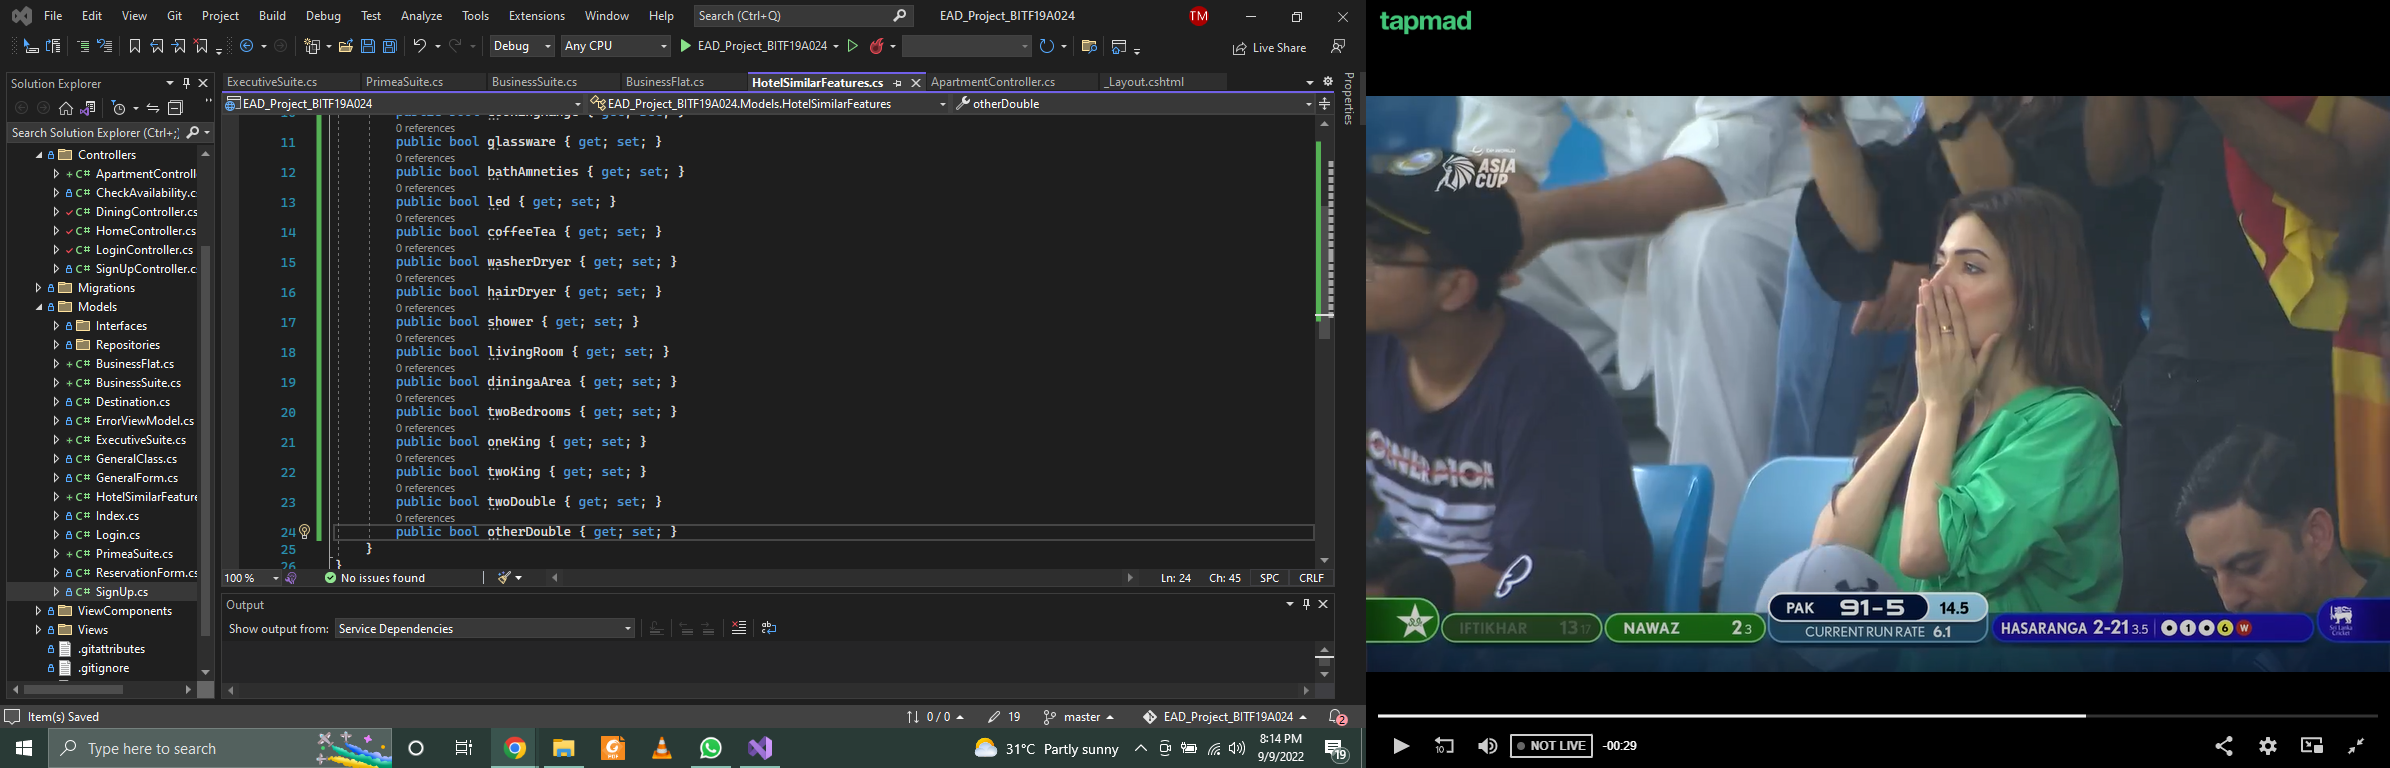 File Edit View Git Project Build Debug Test Analyze Tools Extensions Window Help Search (Ctrl+Q) EAD_Project_BITF19A024 TM
Debug Any CPU EAD_Project_BITF19A024 Live Share
Solution Explorer
Search Solution Explorer (Ctrl+;)
Controllers
ApartmentControll
CheckAvailability.c
C# DiningController.cs
C# HomeController.cs
C# LoginController.cs
C# SignUpController.c
Migrations
Models
Interfaces
Repositories
C# BusinessFlat.cs
C# BusinessSuite.cs
C# Destination.cs
C# ErrorViewModel.cs
C# ExecutiveSuite.cs
C# GeneralClass.cs
C# GeneralForm.cs
C# HotelSimilarFeature
C# Index.cs
C# Login.cs
C# PrimeaSuite.cs
C# ReservationForm.cs
C# SignUp.cs
ViewComponents
Views
.gitattributes
.gitignore
ExecutiveSuite.cs PrimeaSuite.cs BusinessSuite.cs BusinessFlat.cs HotelSimilarFeatures.cs ApartmentController.cs _Layout.cshtml
EAD_Project_BITF19A024 EAD_Project_BITF19A024.Models.HotelSimilarFeatures otherDouble
Properties
0 references
11 public bool glassware { get; set; }
0 references
12 public bool bathAmneties { get; set; }
0 references
13 public bool led { get; set; }
0 references
14 public bool coffeeTea { get; set; }
0 references
15 public bool washerDryer { get; set; }
0 references
16 public bool hairDryer { get; set; }
0 references
17 public bool shower { get; set; }
0 references
18 public bool livingRoom { get; set; }
0 references
19 public bool diningaArea { get; set; }
0 references
20 public bool twoBedrooms { get; set; }
0 references
21 public bool oneKing { get; set; }
0 references
22 public bool twoKing { get; set; }
0 references
23 public bool twoDouble { get; set; }
0 references
24 public bool otherDouble { get; set; }
25 }
26 }
100 % No issues found Ln: 24 Ch: 45 SPC CRLF
Output
Show output from: Service Dependencies
Item(s) Saved 0 / 0 19 master EAD_Project_BITF19A024 2
Type here to search 31°C Partly sunny 8:14 PM
9/9/2022 19
tapmad
ASIA
CUP
PAK 91-5 14.5
IFTIKHAR 13 17 NAWAZ 2 3 CURRENT RUN RATE 6.1 HASARANGA 2-21 3.5 1 6 W
Sri Lanka
Cricket
10 NOT LIVE -00:29